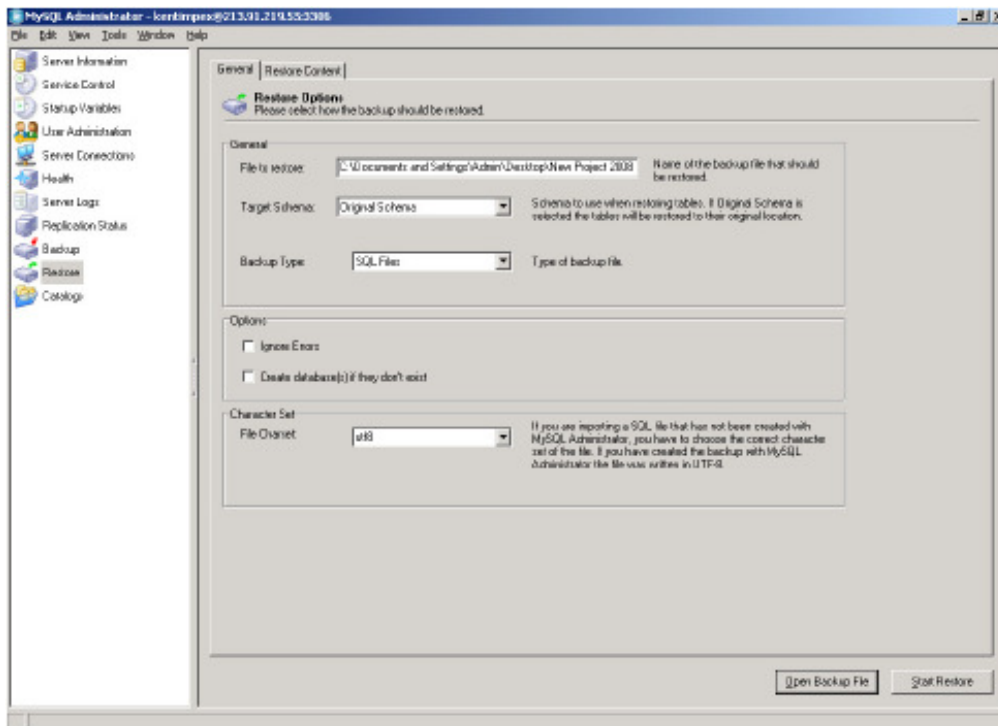 MySQL Administrator - kentimpex@213.91.219.55:3306
File Edit View Tools Window Help
Server Information
Service Control
Startup Variables
User Administration
Server Connections
Health
Server Logs
Replication Status
Backup
Restore
Catalogs
General Restore Content
Restore Options
Please select how the backup should be restored.
General
File to restore: C:\Documents and Settings\Admin\Desktop\New Project 2008
Name of the backup file that should
be restored.
Target Schema: Original Schema
Schema to use when restoring tables. If Original Schema is
selected the tables will be restored to their original location.
Backup Type: SQL Files
Type of backup file.
Options
Ignore Errors
Create database(s) if they don't exist
Character Set
File Charset: utf8
If you are importing a SQL file that has not been created with
MySQL Administrator, you have to choose the correct character
set of the file. If you have created the backup with MySQL
Administrator the file was written in UTF-8.
Open Backup File Start Restore